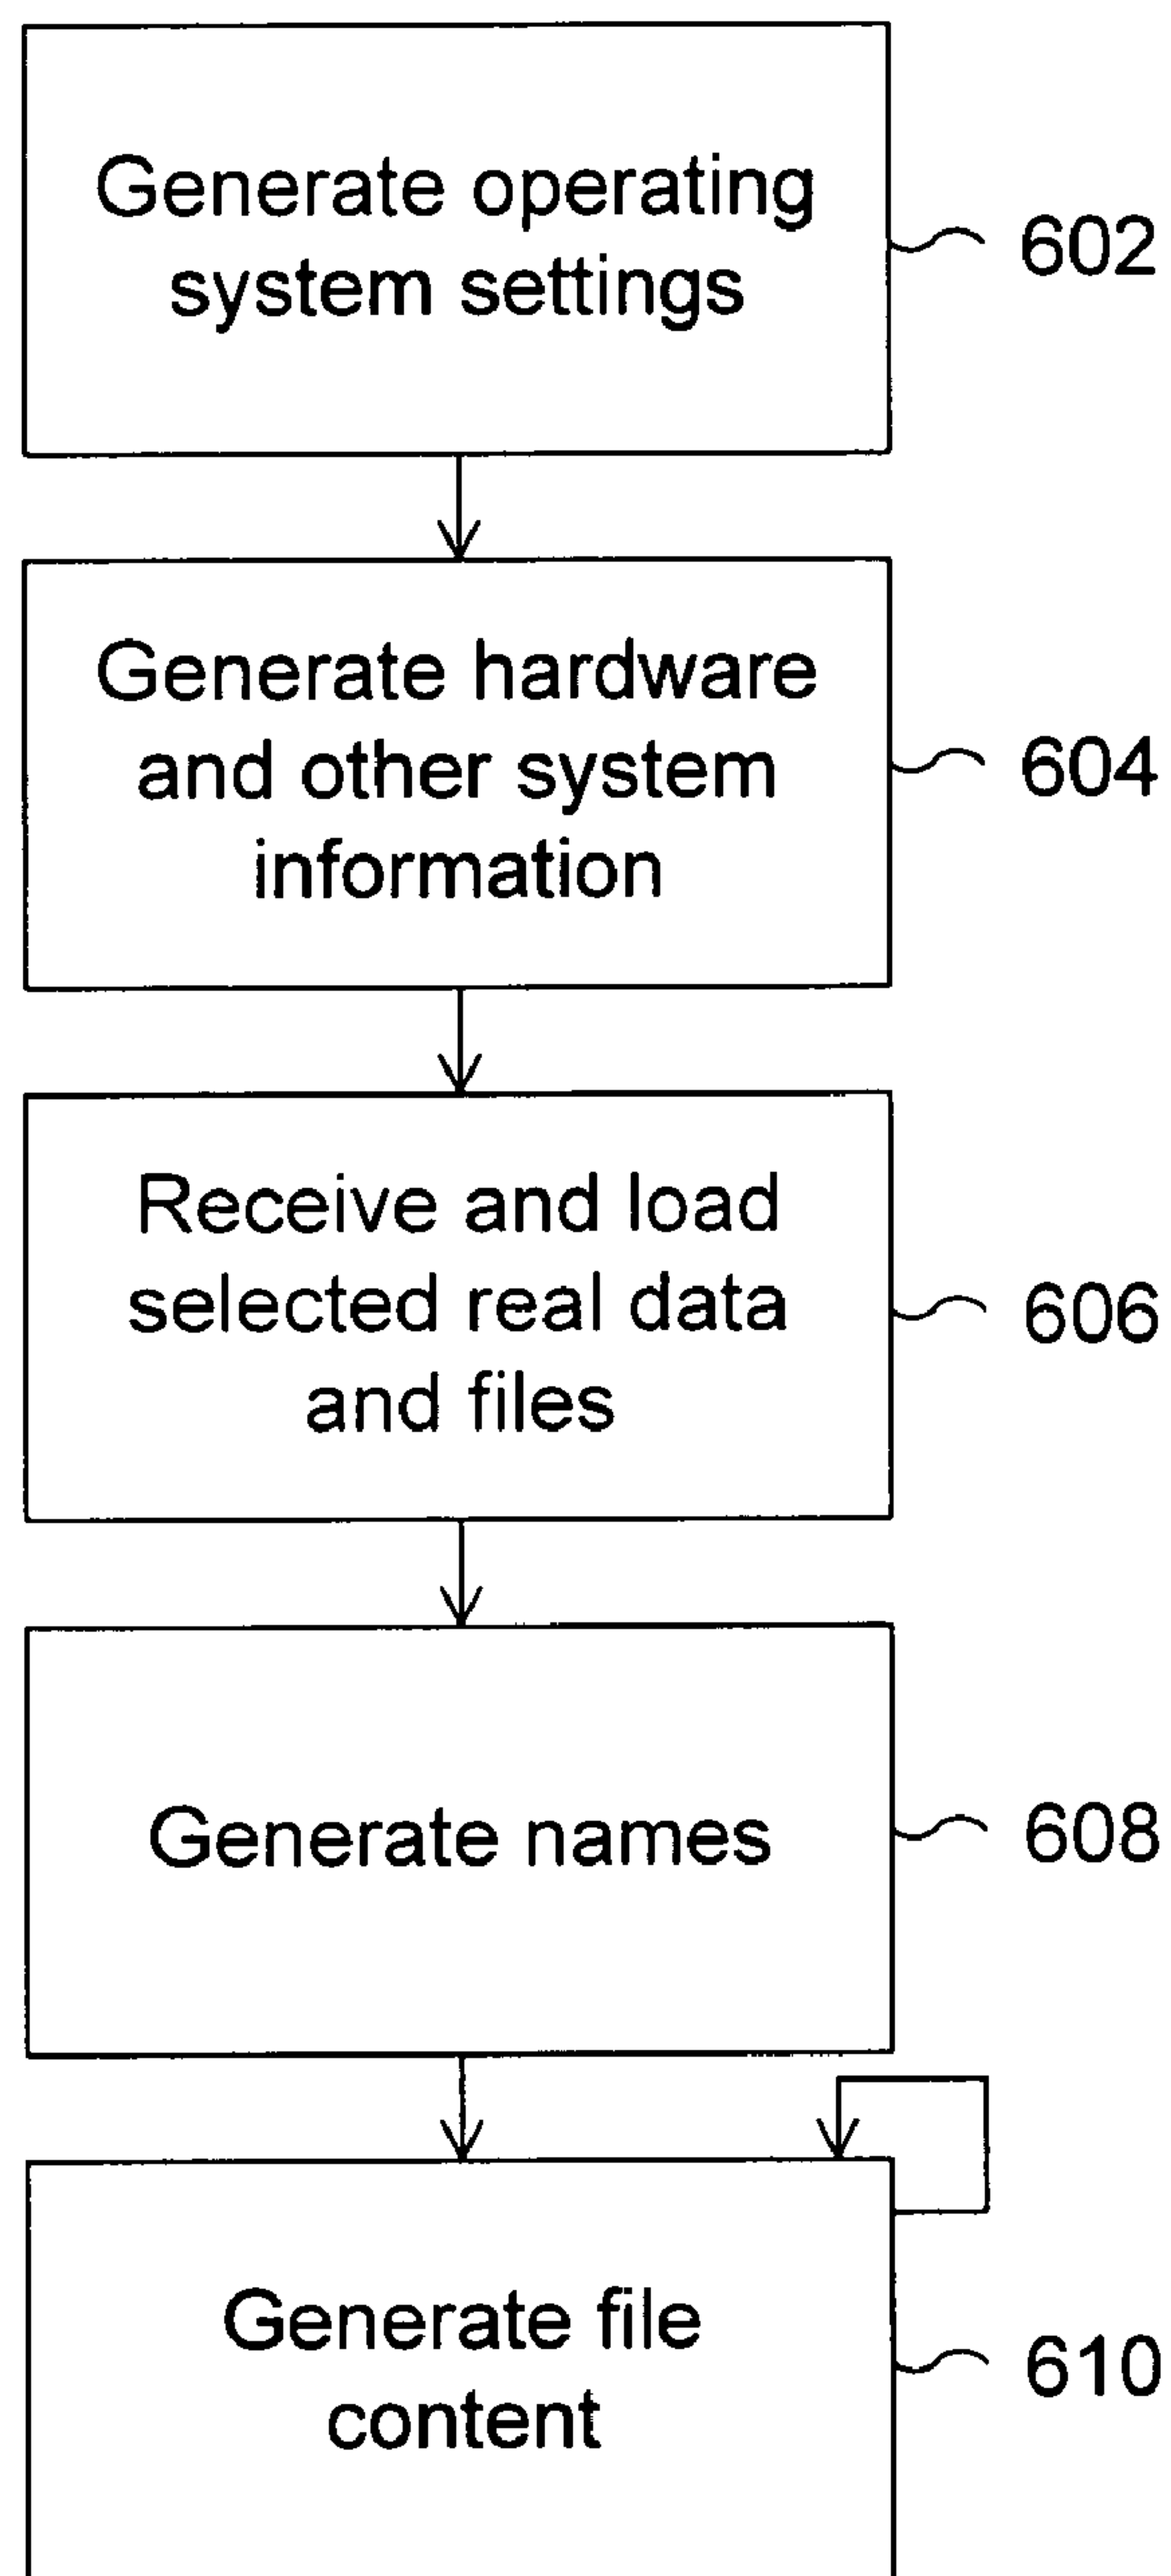 Generate operating
system settings
602
Generate hardware
and other system
information
604
Receive and load
selected real data
and files
606
Generate names
608
Generate file
content
610